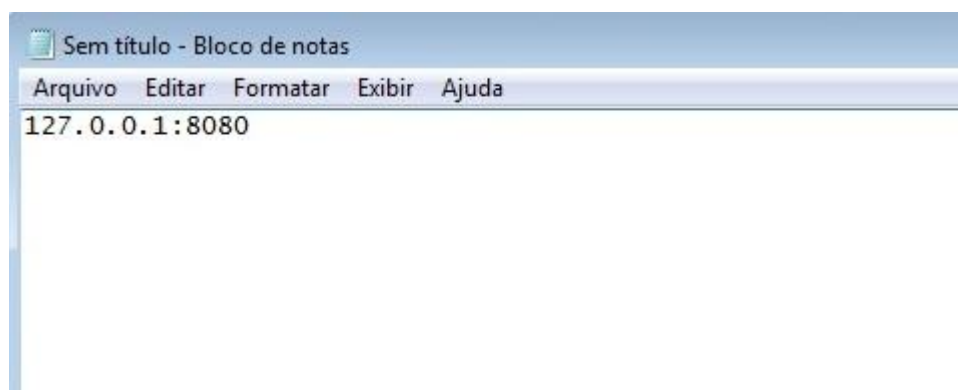 Sem título - Bloco de notas
Arquivo Editar Formatar Exibir Ajuda
127.0.0.1:8080